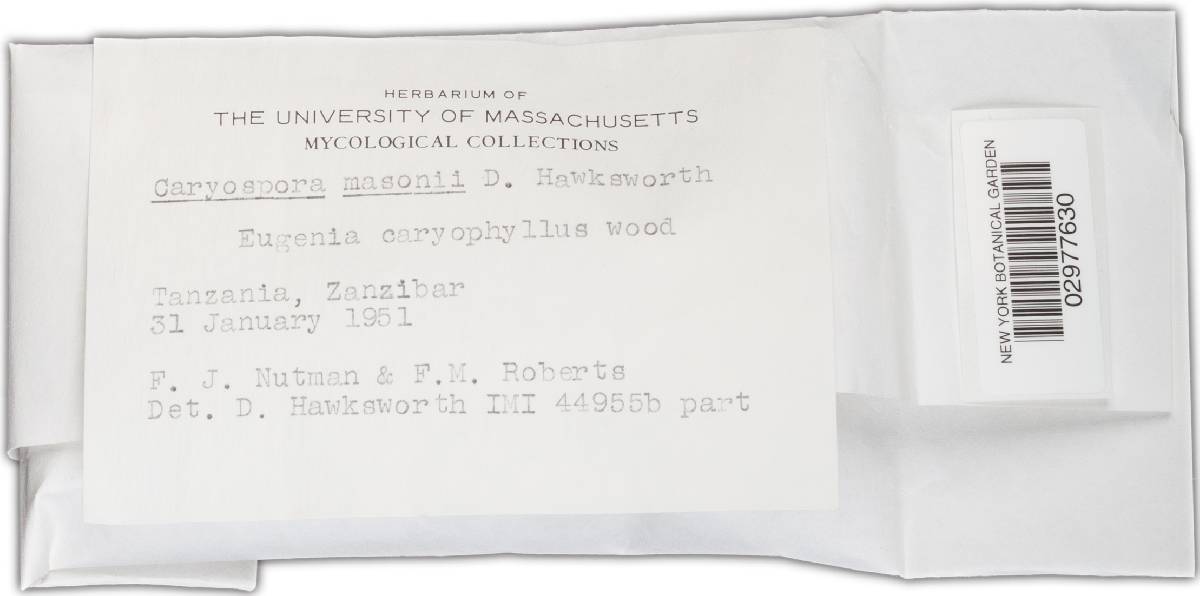 HERBARIUM OF
THE UNIVERSITY OF MASSACHUSETTS
MYCOLOGICAL COLLECTIONS
Caryospora masonii D. Hawksworth
Eugenia caryophyllus wood
Tanzania, Zanzibar
31 January 1951
F. J. Nutman & F.M. Roberts
Det. D. Hawksworth IMI 44955b part
NEW YORK BOTANICAL GARDEN
02977630